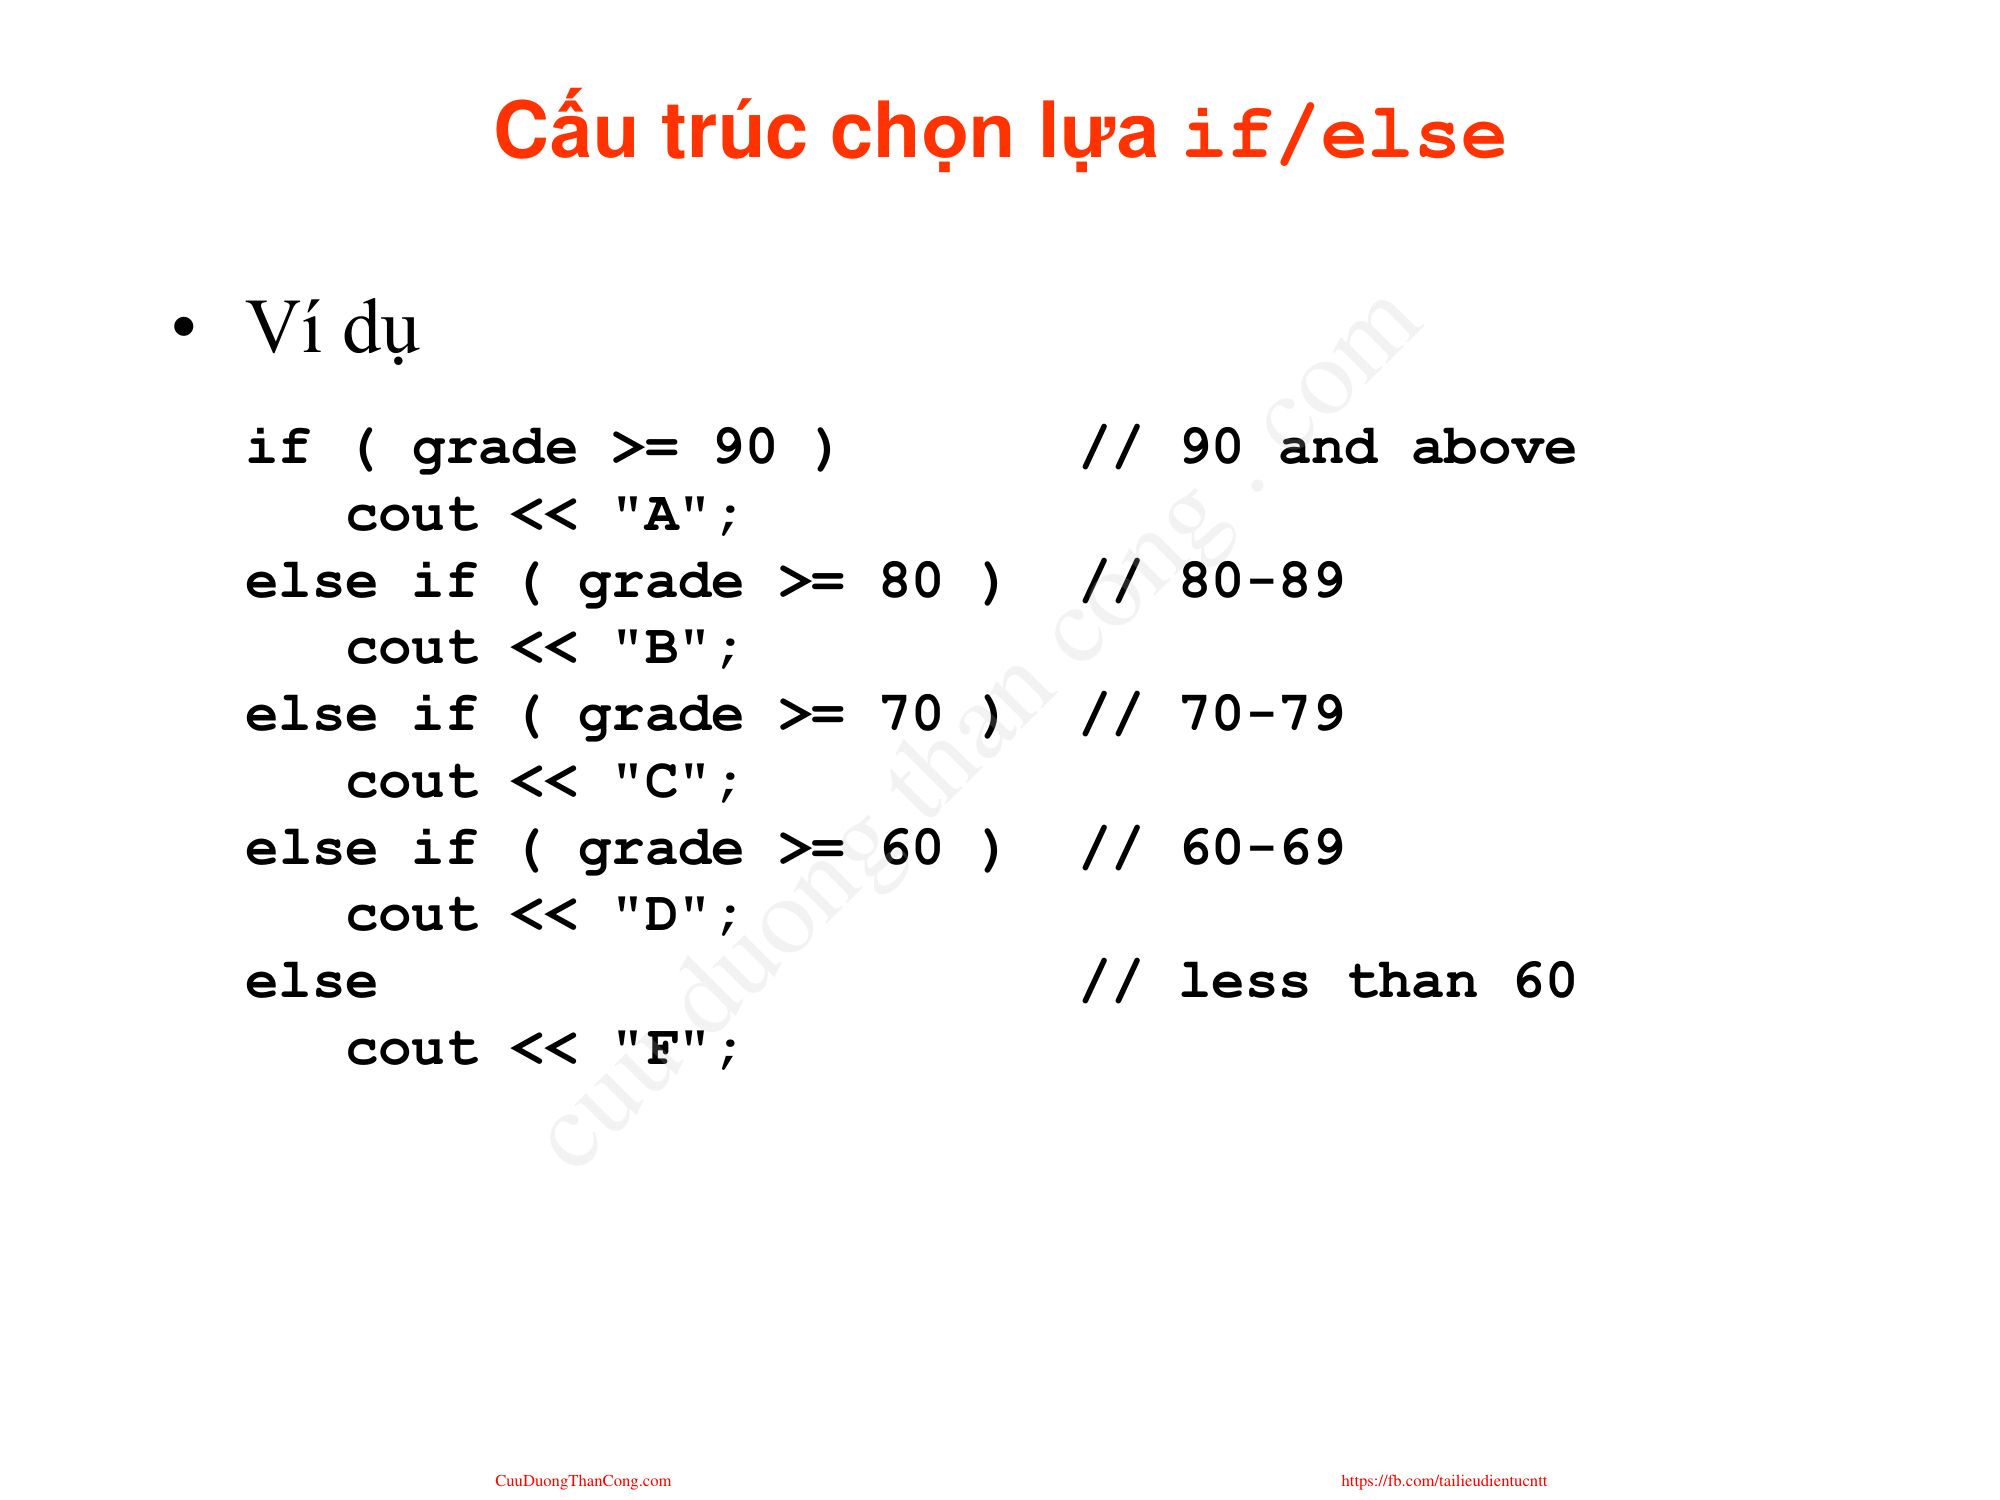 Cấu trúc chọn lựa if/else
• Ví dụ
if ( grade >= 90 )        // 90 and above
   cout << "A";
else if ( grade >= 80 )   // 80-89
   cout << "B";
else if ( grade >= 70 )   // 70-79
   cout << "C";
else if ( grade >= 60 )   // 60-69
   cout << "D";
else                      // less than 60
   cout << "F";
cuu duong than cong . com
CuuDuongThanCong.com
https://fb.com/tailieudientucntt